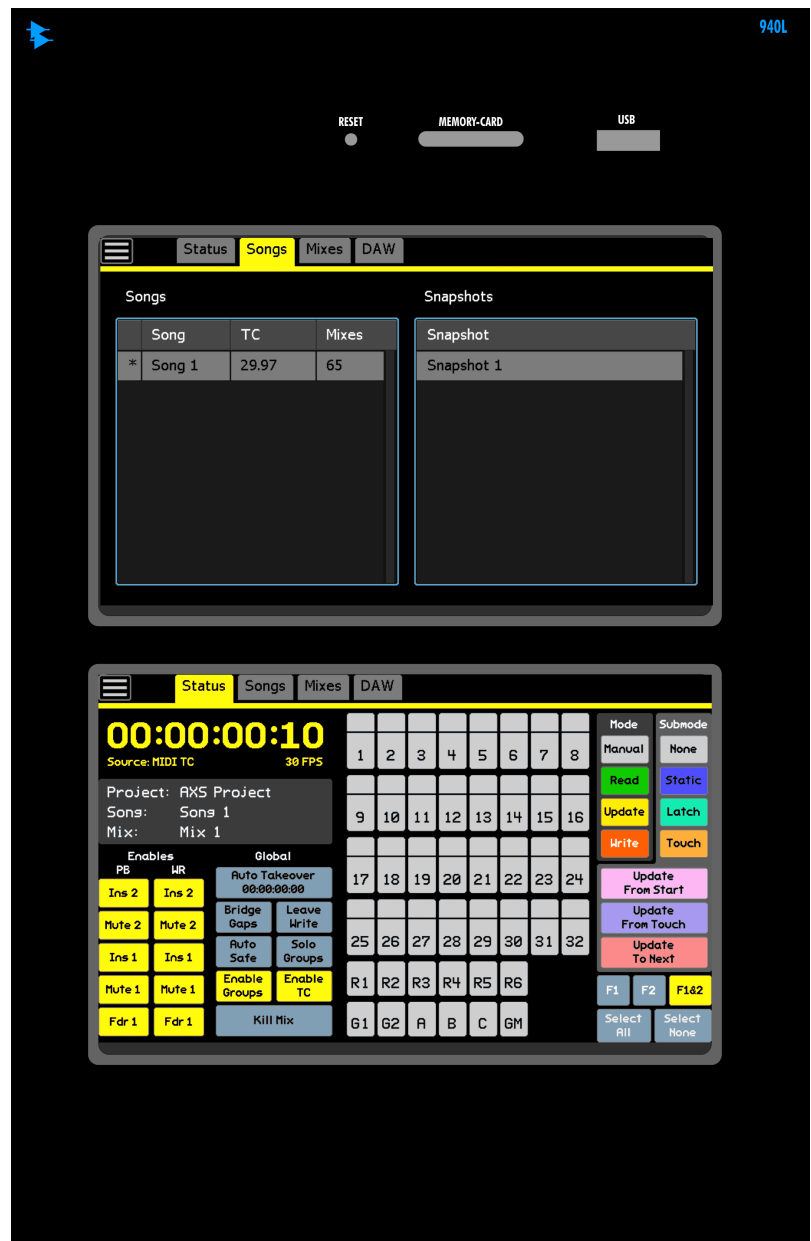 940L
RESET MEMORY-CARD USB
Status Songs Mixes DAW
Songs Snapshots
Song TC Mixes Snapshot
* Song 1 29.97 65 Snapshot 1
Status Songs Mixes DAW
00:00:00:10
Source: MIDI TC 30 FPS
Project: AXS Project
Song: Song 1
Mix: Mix 1
Enables Global
PB WR
Ins 2 Ins 2
Mute 2 Mute 2
Ins 1 Ins 1
Mute 1 Mute 1
Fdr 1 Fdr 1
Auto Takeover
00:00:00:00
Bridge Gaps Leave Write
Auto Safe Solo Groups
Enable Groups Enable TC
Kill Mix
1 2 3 4 5 6 7 8
9 10 11 12 13 14 15 16
17 18 19 20 21 22 23 24
25 26 27 28 29 30 31 32
R1 R2 R3 R4 R5 R6
G1 G2 A B C GM
Mode Submode
Manual None
Read Static
Update Latch
Write Touch
Update
From Start
Update
From Touch
Update
To Next
F1 F2 F1&2
Select All Select None